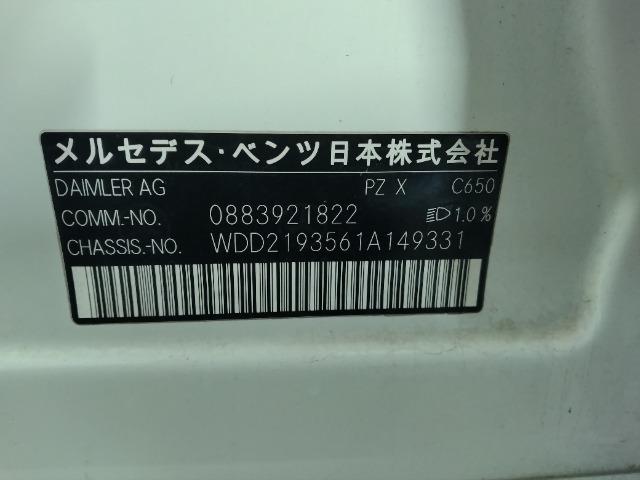 メルセデス・ベンツ日本株式会社
DAIMLER AG PZ X C650
COMM.-NO. 0883921822 1.0 %
CHASSIS.-NO. WDD2193561A149331